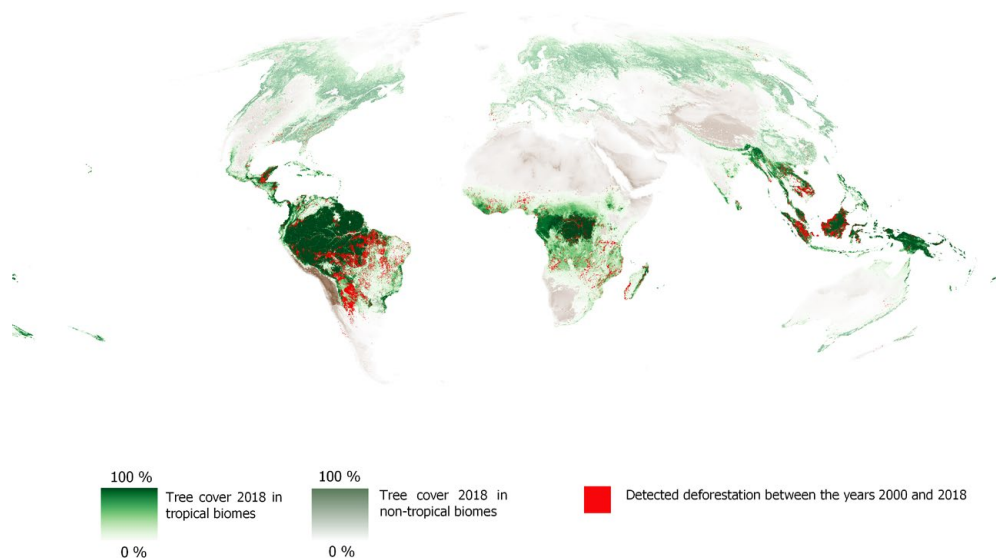 100 %
Tree cover 2018 in
tropical biomes
0 %
100 %
Tree cover 2018 in
non-tropical biomes
0 %
Detected deforestation between the years 2000 and 2018